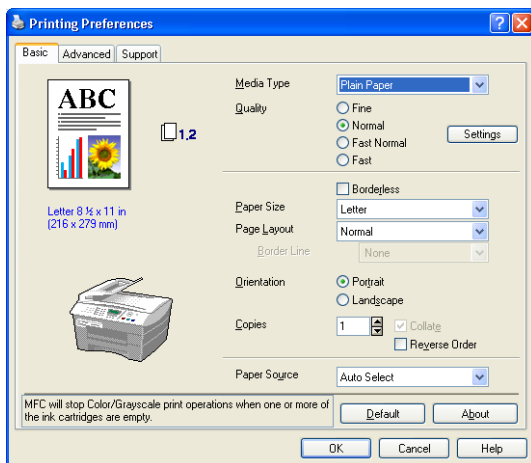 Printing Preferences
Basic Advanced Support
ABC
1.2
Letter 8 ½ x 11 in
(216 x 279 mm)
Media Type Plain Paper
Quality Fine
Normal
Fast Normal
Fast
Settings
Borderless
Paper Size Letter
Page Layout Normal
Border Line None
Orientation Portrait
Landscape
Copies 1 Collate
Reverse Order
Paper Source Auto Select
MFC will stop Color/Grayscale print operations when one or more of
the ink cartridges are empty.
Default About
OK Cancel Help